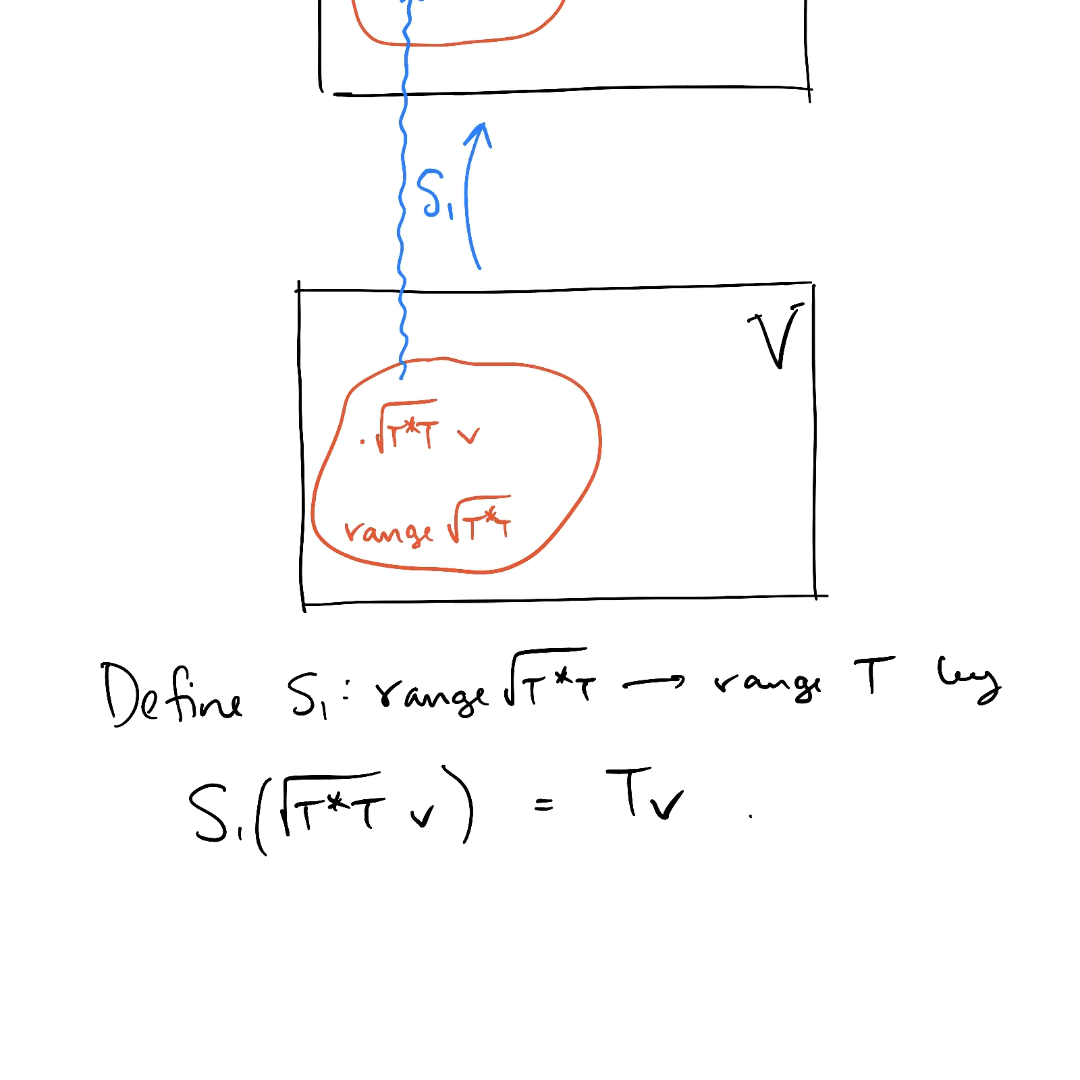 S₁
V
. √T*T v
range √T*T
Define S₁ : range √T*T → range T by
S₁(√T*T v) = Tv .